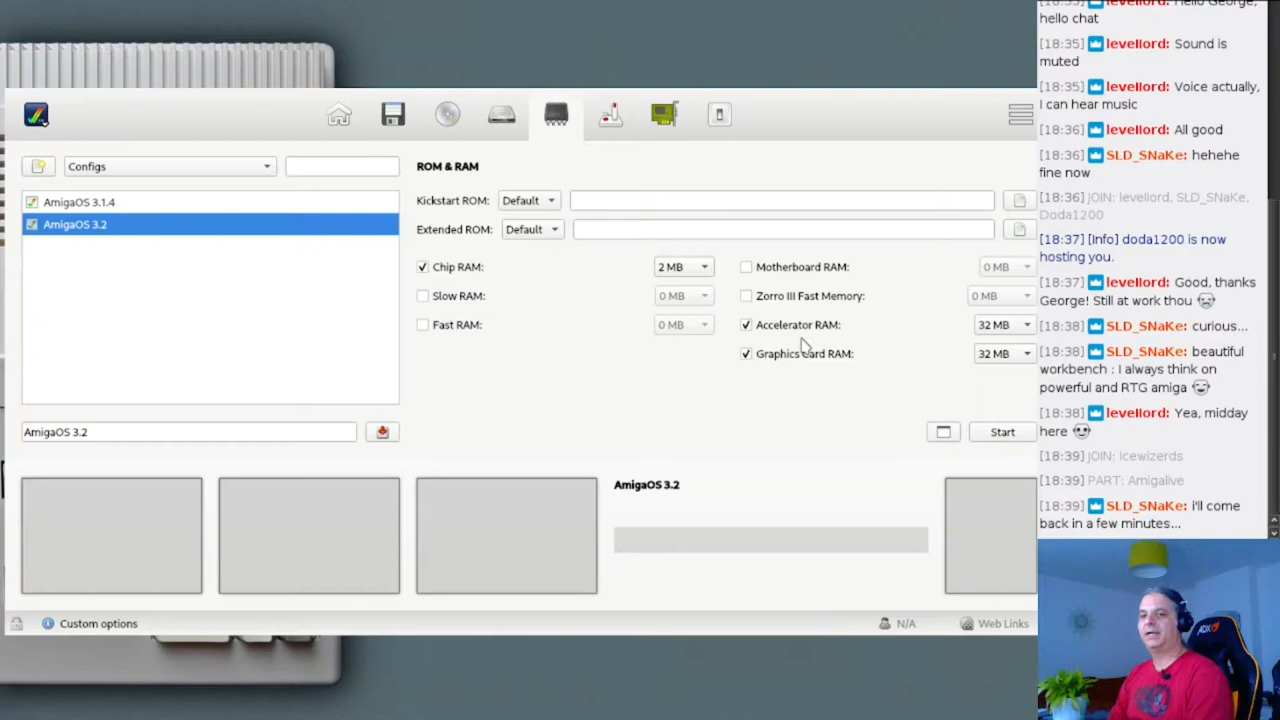 Configs
ROM & RAM
Kickstart ROM: Default
Extended ROM: Default
AmigaOS 3.1.4
AmigaOS 3.2
Chip RAM: 2 MB
Slow RAM: 0 MB
Fast RAM: 0 MB
Motherboard RAM: 0 MB
Zorro III Fast Memory: 0 MB
Accelerator RAM: 32 MB
Graphics Card RAM: 32 MB
AmigaOS 3.2
Start
AmigaOS 3.2
Custom options
N/A
Web Links
levellord: Hello George,
hello chat
[18:35] levellord: Sound is
muted
[18:35] levellord: Voice actually,
I can hear music
[18:36] levellord: All good
[18:36] SLD_SNaKe: hehehe
fine now
[18:36] JOIN: levellord, SLD_SNaKe,
Doda1200
[18:37] [Info] doda1200 is now
hosting you.
[18:37] levellord: Good, thanks
George! Still at work thou
[18:38] SLD_SNaKe: curious...
[18:38] SLD_SNaKe: beautiful
workbench : I always think on
powerful and RTG amiga
[18:38] levellord: Yea, midday
here
[18:39] JOIN: Icewizerds
[18:39] PART: Amigalive
[18:39] SLD_SNaKe: i'll come
back in a few minutes...
ADX